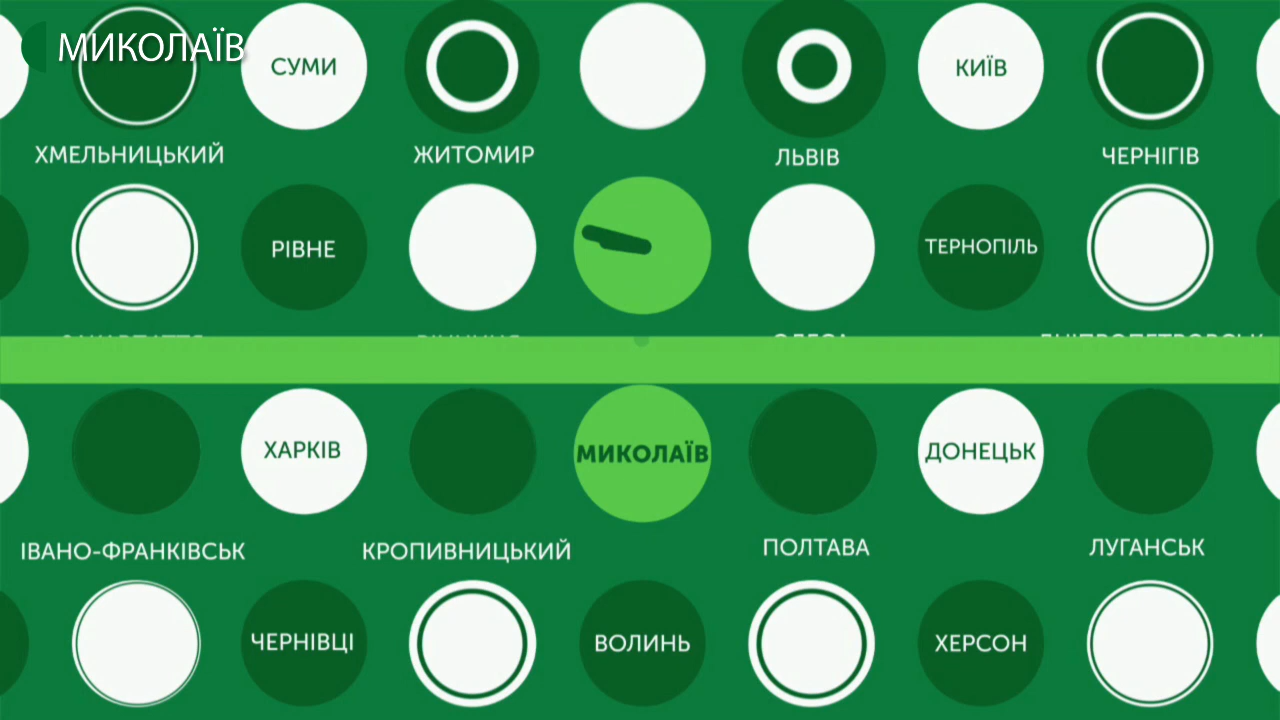 МИКОЛАЇВ
СУМИ
КИЇВ
ХМЕЛЬНИЦЬКИЙ
ЖИТОМИР
ЛЬВІВ
ЧЕРНІГІВ
РІВНЕ
ТЕРНОПІЛЬ
ХАРКІВ
МИКОЛАЇВ
ДОНЕЦЬК
ІВАНО-ФРАНКІВСЬК
КРОПИВНИЦЬКИЙ
ПОЛТАВА
ЛУГАНСЬК
ЧЕРНІВЦІ
ВОЛИНЬ
ХЕРСОН